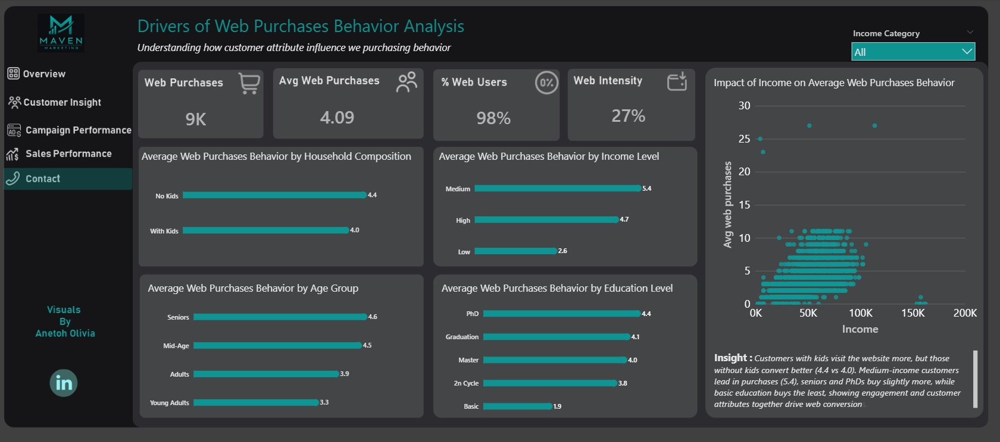 MAVEN
MARKETING
Drivers of Web Purchases Behavior Analysis
Understanding how customer attribute influence we purchasing behavior
Income Category
All
Overview
Customer Insight
AD $
Campaign Performance
Sales Performance
Contact
Visuals
By
Anetoh Olivia
in
Web Purchases
9K
Avg Web Purchases
4.09
% Web Users
0%
98%
Web Intensity
27%
Average Web Purchases Behavior by Household Composition
No Kids 4.4
With Kids 4.0
Average Web Purchases Behavior by Income Level
Medium 5.4
High 4.7
Low 2.6
Average Web Purchases Behavior by Age Group
Seniors 4.6
Mid-Age 4.5
Adults 3.9
Young Adults 3.3
Average Web Purchases Behavior by Education Level
PhD 4.4
Graduation 4.1
Master 4.0
2n Cycle 3.8
Basic 1.9
Impact of Income on Average Web Purchases Behavior
Avg web purchases
30
25
20
15
10
5
0
0K 50K 100K 150K 200K
Income
Insight : Customers with kids visit the website more, but those
without kids convert better (4.4 vs 4.0). Medium-income customers
lead in purchases (5.4), seniors and PhDs buy slightly more, while
basic education buys the least, showing engagement and customer
attributes together drive web conversions.